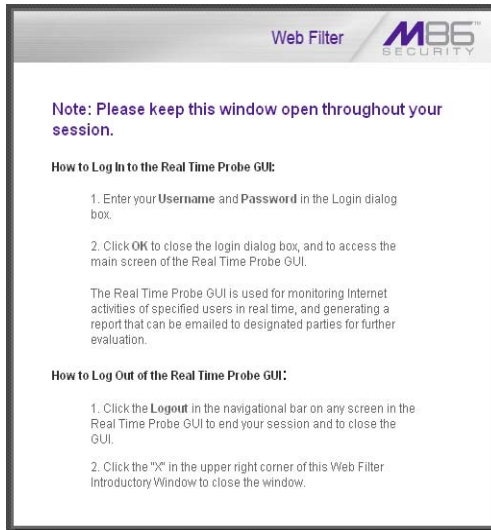 Web Filter
M86™
SECURITY
Note: Please keep this window open throughout your
session.
How to Log In to the Real Time Probe GUI:
1. Enter your Username and Password in the Login dialog
box.
2. Click OK to close the login dialog box, and to access the
main screen of the Real Time Probe GUI.
The Real Time Probe GUI is used for monitoring Internet
activities of specified users in real time, and generating a
report that can be emailed to designated parties for further
evaluation.
How to Log Out of the Real Time Probe GUI:
1. Click the Logout in the navigational bar on any screen in the
Real Time Probe GUI to end your session and to close the
GUI.
2. Click the "X" in the upper right corner of this Web Filter
Introductory Window to close the window.